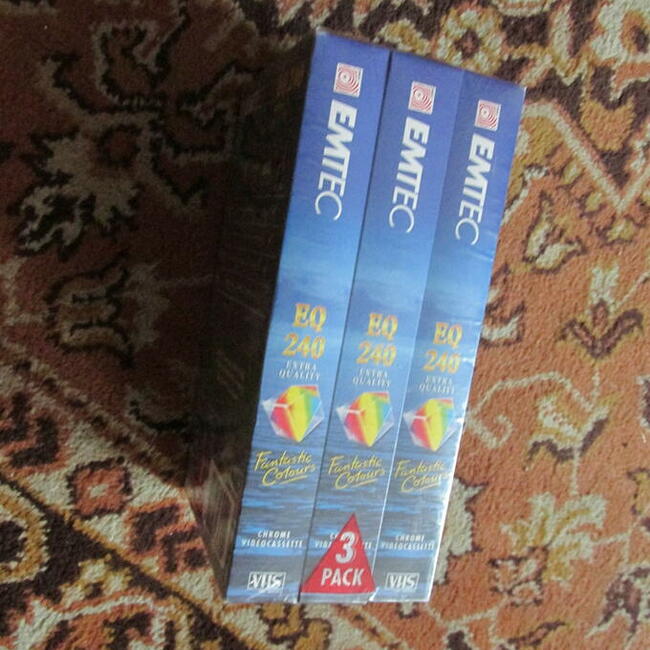 EMTEC
EQ
240
EXTRA
QUALITY
Fantastic
Colours
CHROME
VIDEOCASSETTE
VHS
EMTEC
EQ
240
EXTRA
QUALITY
Fantastic
Colours
3
PACK
EMTEC
EQ
240
EXTRA
QUALITY
Fantastic
Colours
CHROME
VIDEOCASSETTE
VHS